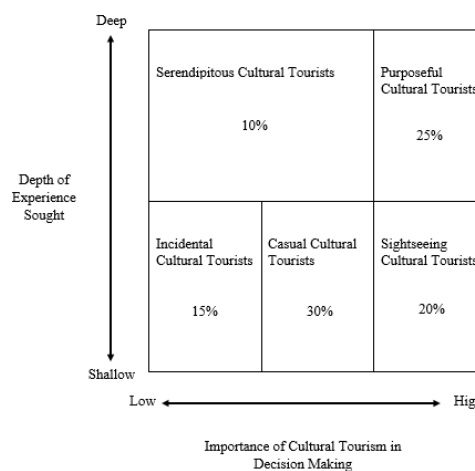 Deep
Serendipitous Cultural Tourists
Purposeful
Cultural Tourists
10%
25%
Depth of
Experience
Sought
Incidental
Cultural Tourists
Casual Cultural
Tourists
Sightseeing
Cultural Tourists
15%
30%
20%
Shallow
Low
High
Importance of Cultural Tourism in
Decision Making